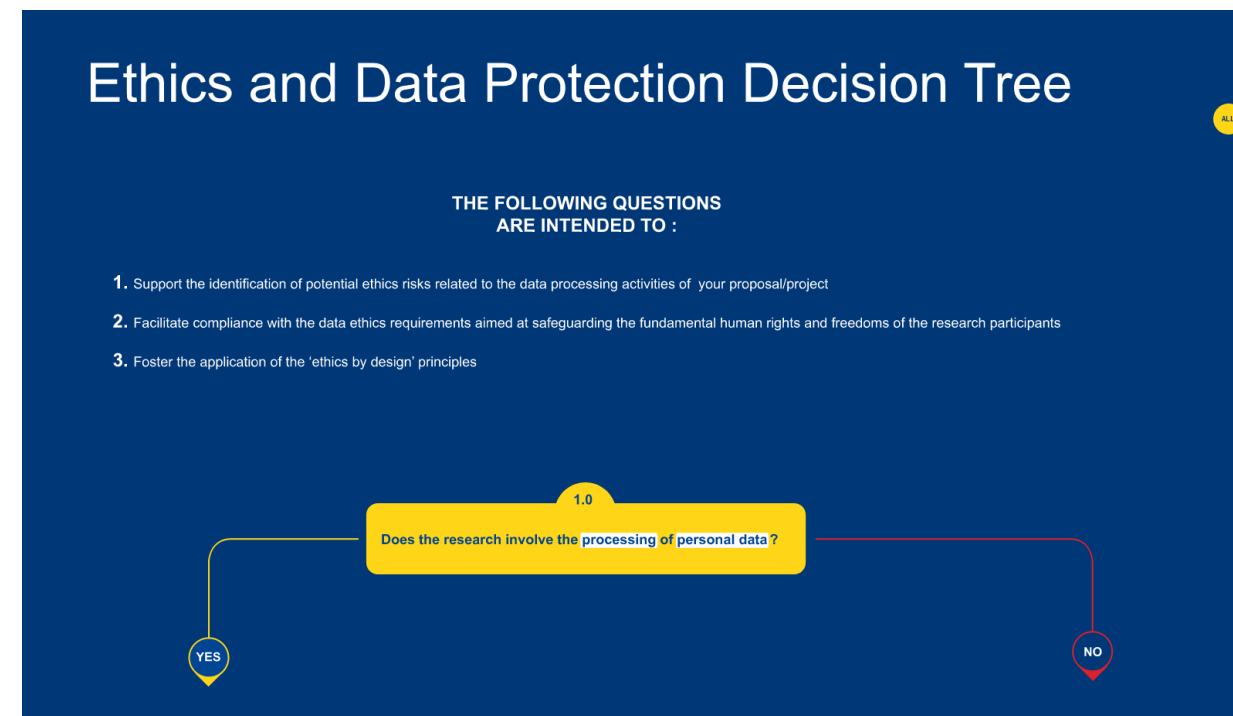 Ethics and Data Protection Decision Tree
ALL
THE FOLLOWING QUESTIONS
ARE INTENDED TO :
1. Support the identification of potential ethics risks related to the data processing activities of your proposal/project
2. Facilitate compliance with the data ethics requirements aimed at safeguarding the fundamental human rights and freedoms of the research participants
3. Foster the application of the ‘ethics by design’ principles
1.0
Does the research involve the processing of personal data ?
YES
NO